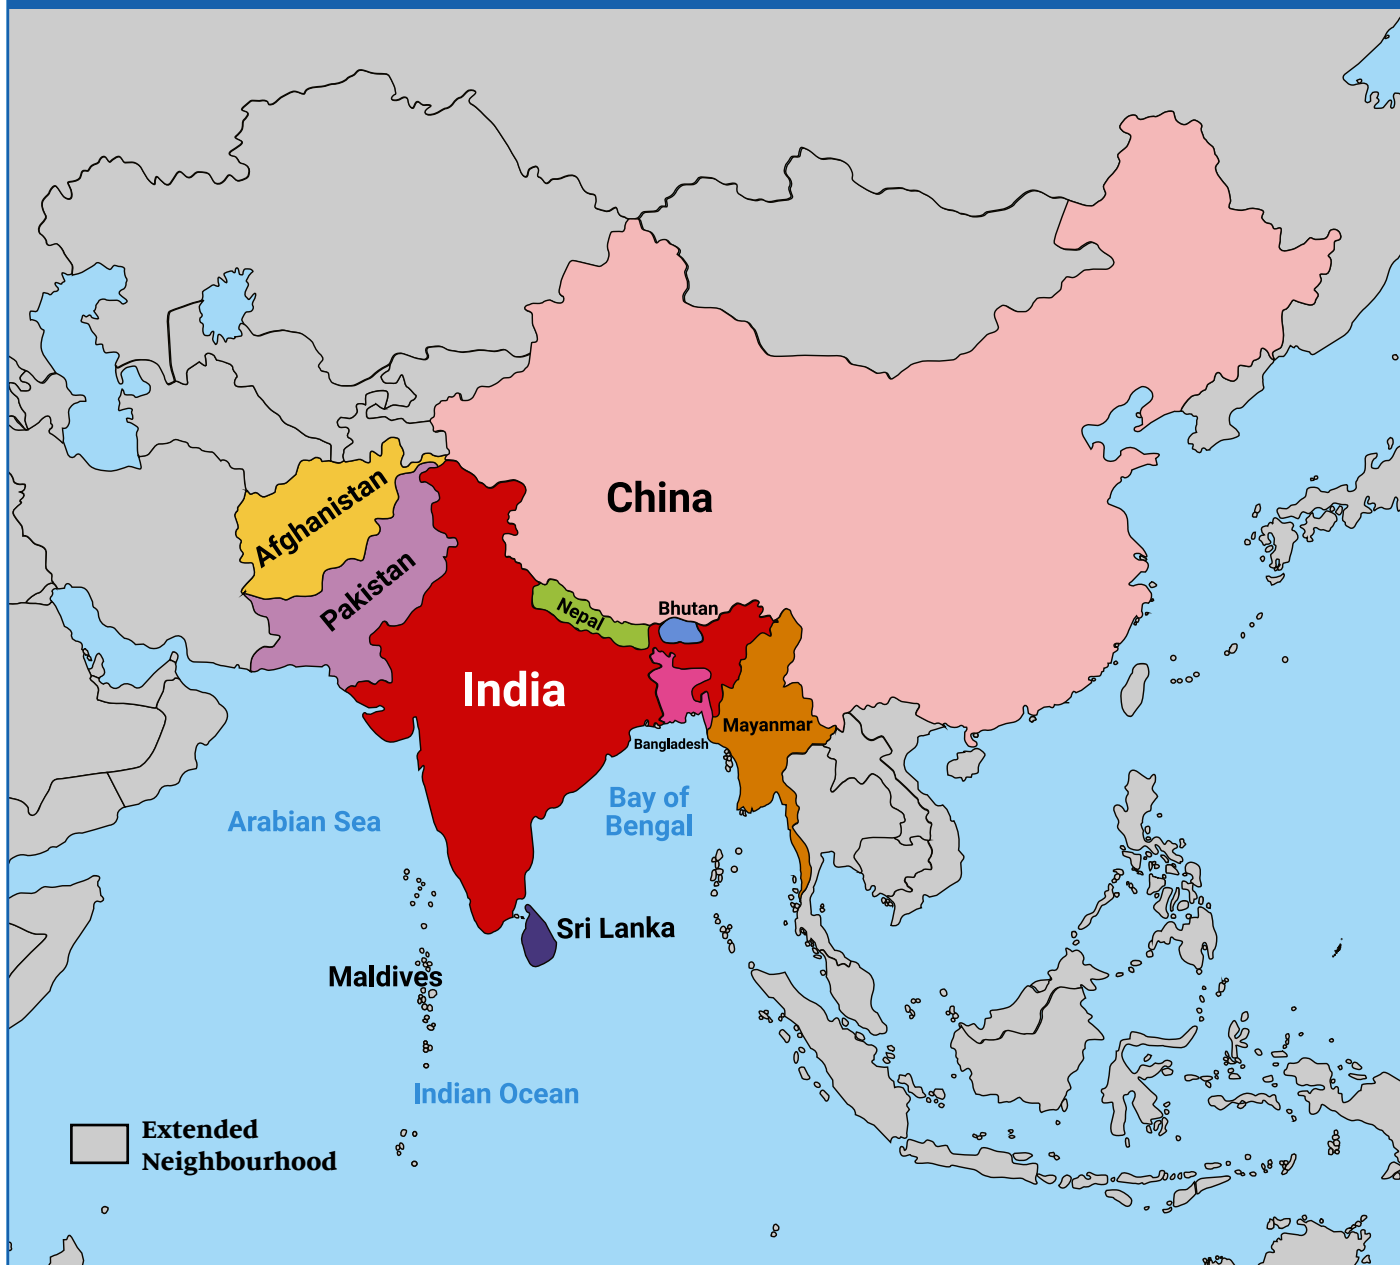 China
Afghanistan
Pakistan
Nepal
Bhutan
India
Mayanmar
Bangladesh
Bay of
Bengal
Arabian Sea
Sri Lanka
Maldives
Indian Ocean
Extended
Neighbourhood